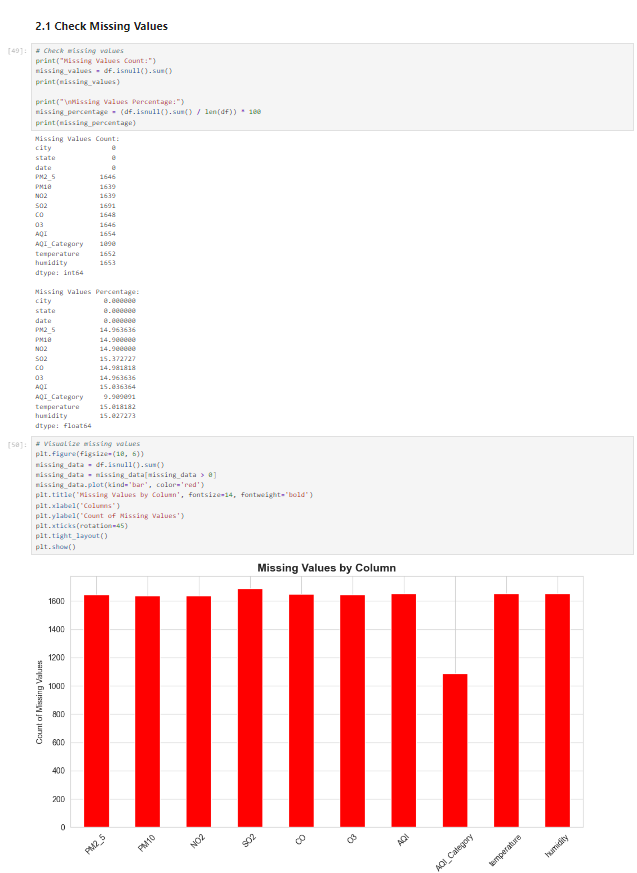 2.1 Check Missing Values
[49]:
# Check missing values
print("Missing Values Count:")
missing_values = df.isnull().sum()
print(missing_values)
print("\nMissing Values Percentage:")
missing_percentage = (df.isnull().sum() / len(df)) * 100
print(missing_percentage)
Missing Values Count:
city 0
state 0
date 0
PM2_5 1646
PM10 1639
NO2 1639
SO2 1691
CO 1648
O3 1646
AQI 1654
AQI_Category 1090
temperature 1652
humidity 1653
dtype: int64
Missing Values Percentage:
city 0.000000
state 0.000000
date 0.000000
PM2_5 14.963636
PM10 14.900000
NO2 14.900000
SO2 15.372727
CO 14.981818
O3 14.963636
AQI 15.036364
AQI_Category 9.909091
temperature 15.018182
humidity 15.027273
dtype: float64
[50]:
# Visualize missing values
plt.figure(figsize=(10, 6))
missing_data = df.isnull().sum()
missing_data = missing_data[missing_data > 0]
missing_data.plot(kind='bar', color='red')
plt.title('Missing Values by Column', fontsize=14, fontweight='bold')
plt.xlabel('Columns')
plt.ylabel('Count of Missing Values')
plt.xticks(rotation=45)
plt.tight_layout()
plt.show()
Missing Values by Column
Count of Missing Values
1600
1400
1200
1000
800
600
400
200
0
PM2_5
PM10
NO2
SO2
CO
O3
AQI
AQI_Category
temperature
humidity